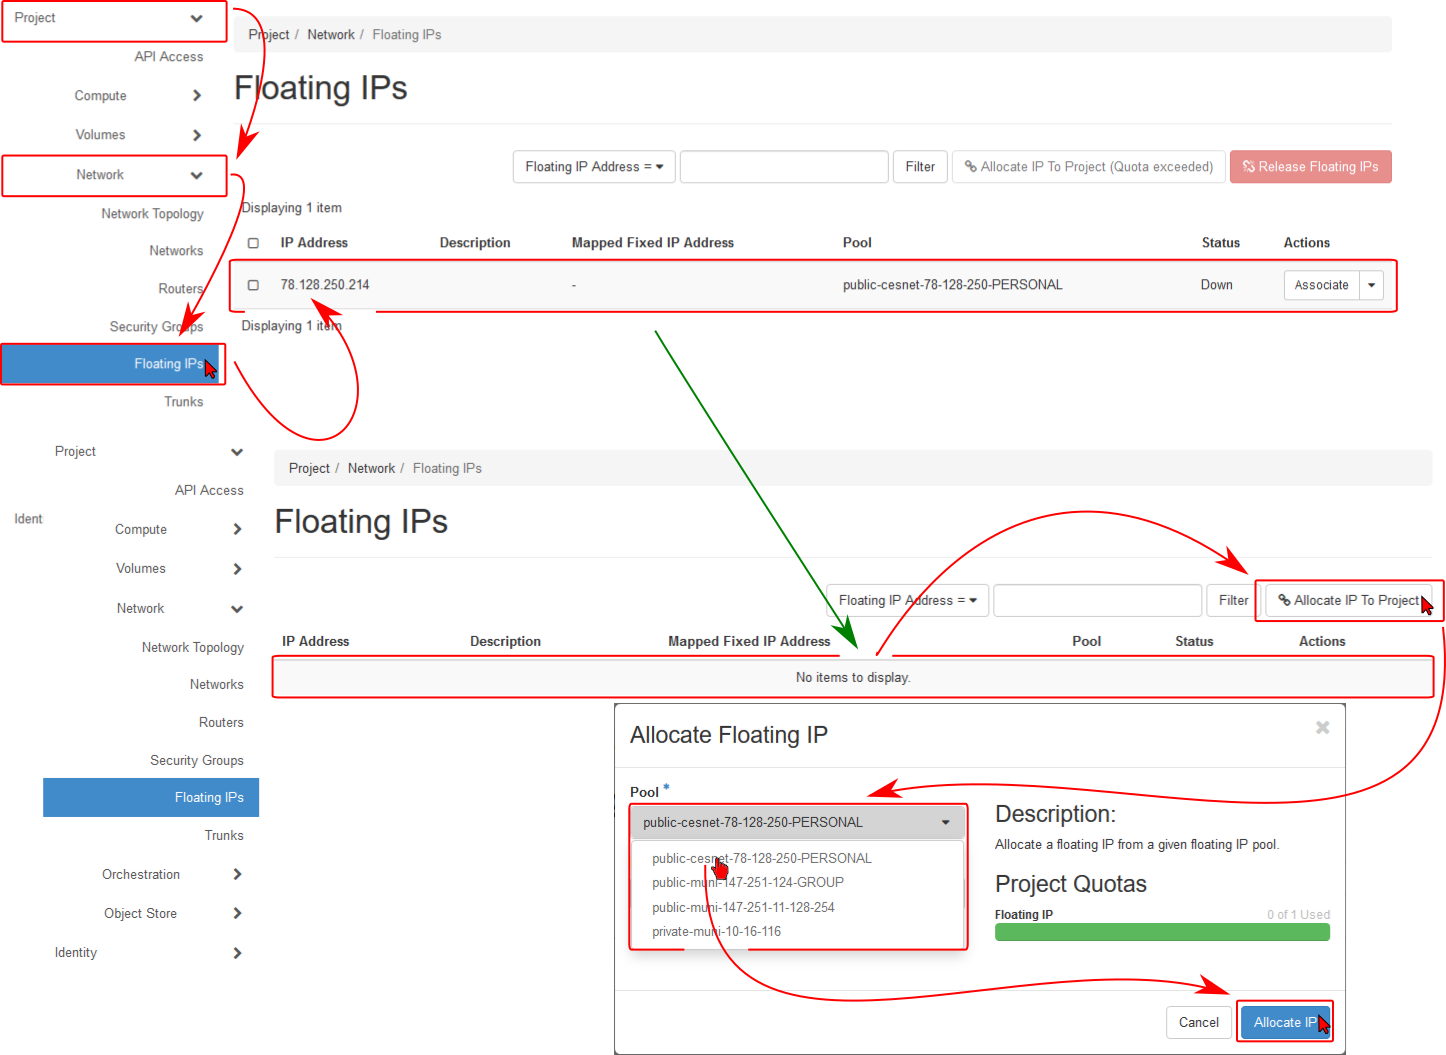 Project
API Access
Compute
Volumes
Network
Network Topology
Networks
Routers
Security Groups
Floating IPs
Trunks
Project / Network / Floating IPs
Floating IPs
Floating IP Address =
Filter
Allocate IP To Project (Quota exceeded)
Release Floating IPs
Displaying 1 item
IP Address Description Mapped Fixed IP Address Pool Status Actions
78.128.250.214 - public-cesnet-78-128-250-PERSONAL Down Associate
Displaying 1 item
Ident
Project
API Access
Compute
Volumes
Network
Network Topology
Networks
Routers
Security Groups
Floating IPs
Trunks
Orchestration
Object Store
Identity
Project / Network / Floating IPs
Floating IPs
Floating IP Address =
Filter
Allocate IP To Project
IP Address Description Mapped Fixed IP Address Pool Status Actions
No items to display.
Allocate Floating IP
Pool *
public-cesnet-78-128-250-PERSONAL
public-cesnet-78-128-250-PERSONAL
public-muni-147-251-124-GROUP
public-muni-147-251-11-128-254
private-muni-10-16-116
Description:
Allocate a floating IP from a given floating IP pool.
Project Quotas
Floating IP 0 of 1 Used
Cancel
Allocate IP